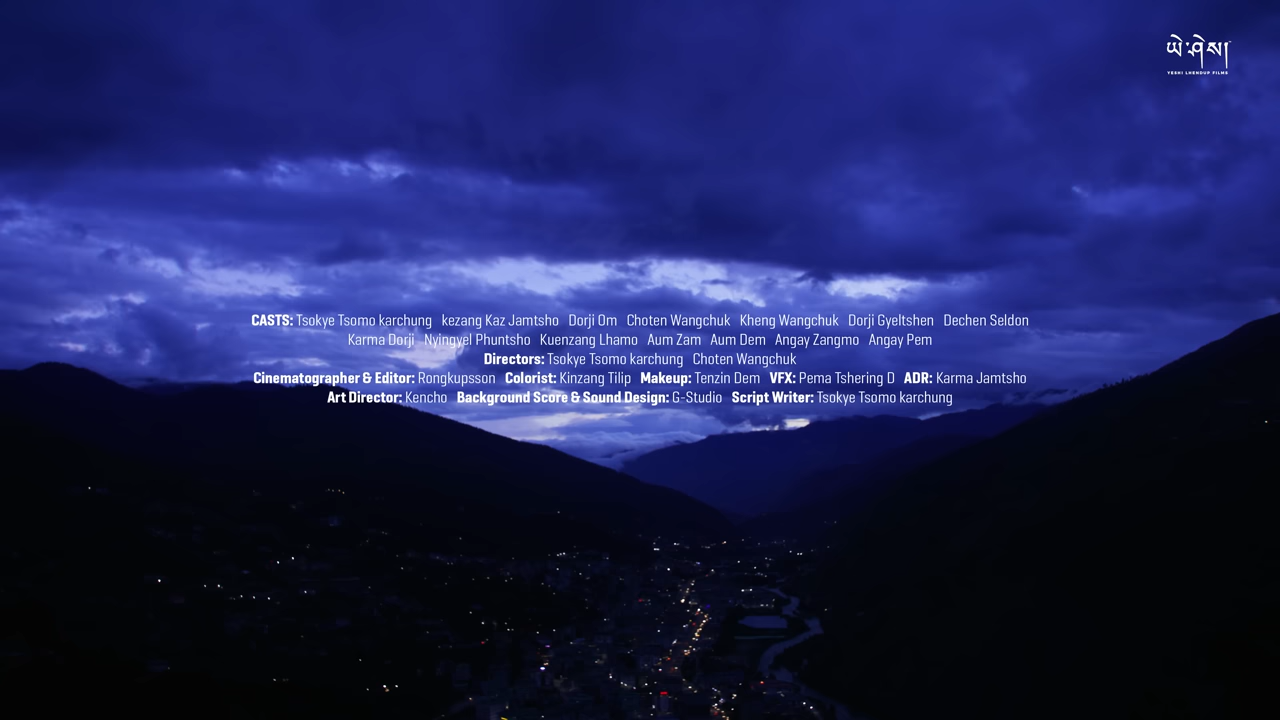 ཡེ་ཤེས།
YESHI LHENDUP FILMS
CASTS: Tsokye Tsomo karchung kezang Kaz Jamtsho Dorji Om Choten Wangchuk Kheng Wangchuk Dorji Gyeltshen Dechen Seldon
Karma Dorji Nyingyel Phuntsho Kuenzang Lhamo Aum Zam Aum Dem Angay Zangmo Angay Pem
Directors: Tsokye Tsomo karchung Choten Wangchuk
Cinematographer & Editor: Rongkupsson Colorist: Kinzang Tilip Makeup: Tenzin Dem VFX: Pema Tshering D ADR: Karma Jamtsho
Art Director: Kencho Background Score & Sound Design: G-Studio Script Writer: Tsokye Tsomo karchung